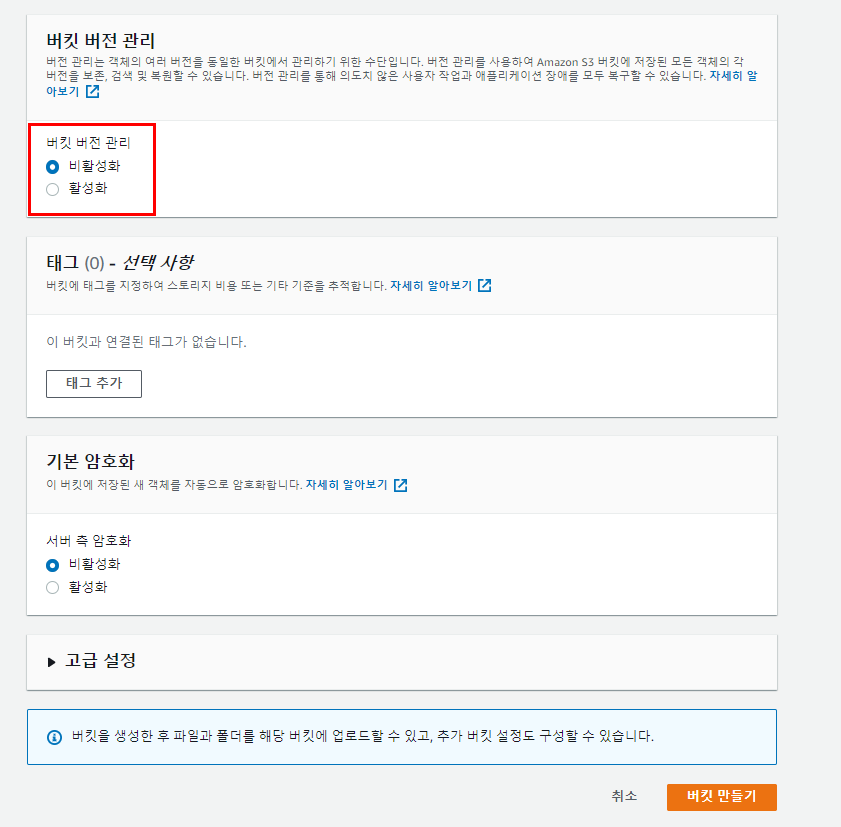 버킷 버전 관리
버전 관리는 객체의 여러 버전을 동일한 버킷에서 관리하기 위한 수단입니다. 버전 관리를 사용하여 Amazon S3 버킷에 저장된 모든 객체의 각
버전을 보존, 검색 및 복원할 수 있습니다. 버전 관리를 통해 의도치 않은 사용자 작업과 애플리케이션 장애를 모두 복구할 수 있습니다. 자세히 알
아보기
버킷 버전 관리
비활성화
활성화
태그 (0) - 선택 사항
버킷에 태그를 지정하여 스토리지 비용 또는 기타 기준을 추적합니다. 자세히 알아보기
이 버킷과 연결된 태그가 없습니다.
태그 추가
기본 암호화
이 버킷에 저장된 새 객체를 자동으로 암호화합니다. 자세히 알아보기
서버 측 암호화
비활성화
활성화
고급 설정
버킷을 생성한 후 파일과 폴더를 해당 버킷에 업로드할 수 있고, 추가 버킷 설정도 구성할 수 있습니다.
취소 버킷 만들기